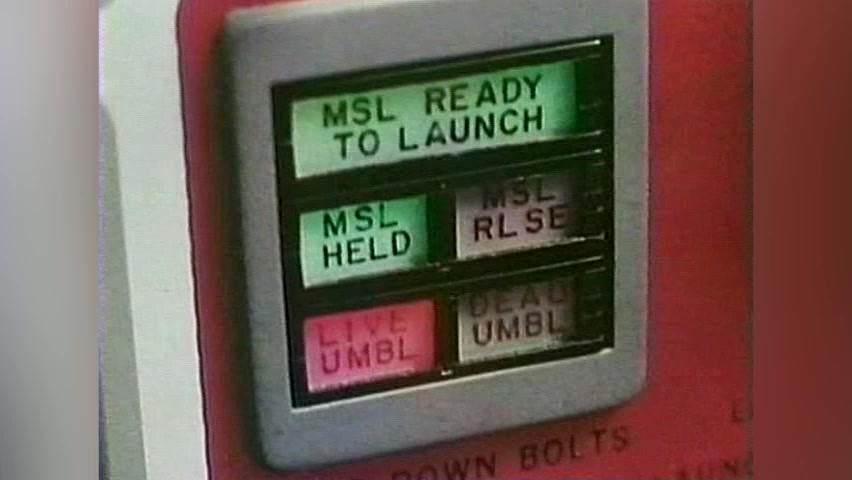 MSL READY
TO LAUNCH
MSL
HELD
MSL
RLSE
LIVE
UMBL
DEAD
UMBL
DOWN BOLTS